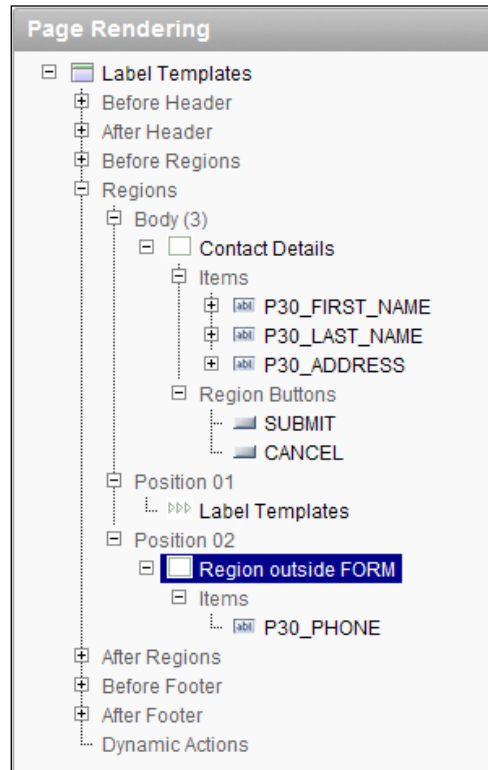 Page Rendering
Label Templates
Before Header
After Header
Before Regions
Regions
Body (3)
Contact Details
Items
P30_FIRST_NAME
P30_LAST_NAME
P30_ADDRESS
Region Buttons
SUBMIT
CANCEL
Position 01
Label Templates
Position 02
Region outside FORM
Items
P30_PHONE
After Regions
Before Footer
After Footer
Dynamic Actions